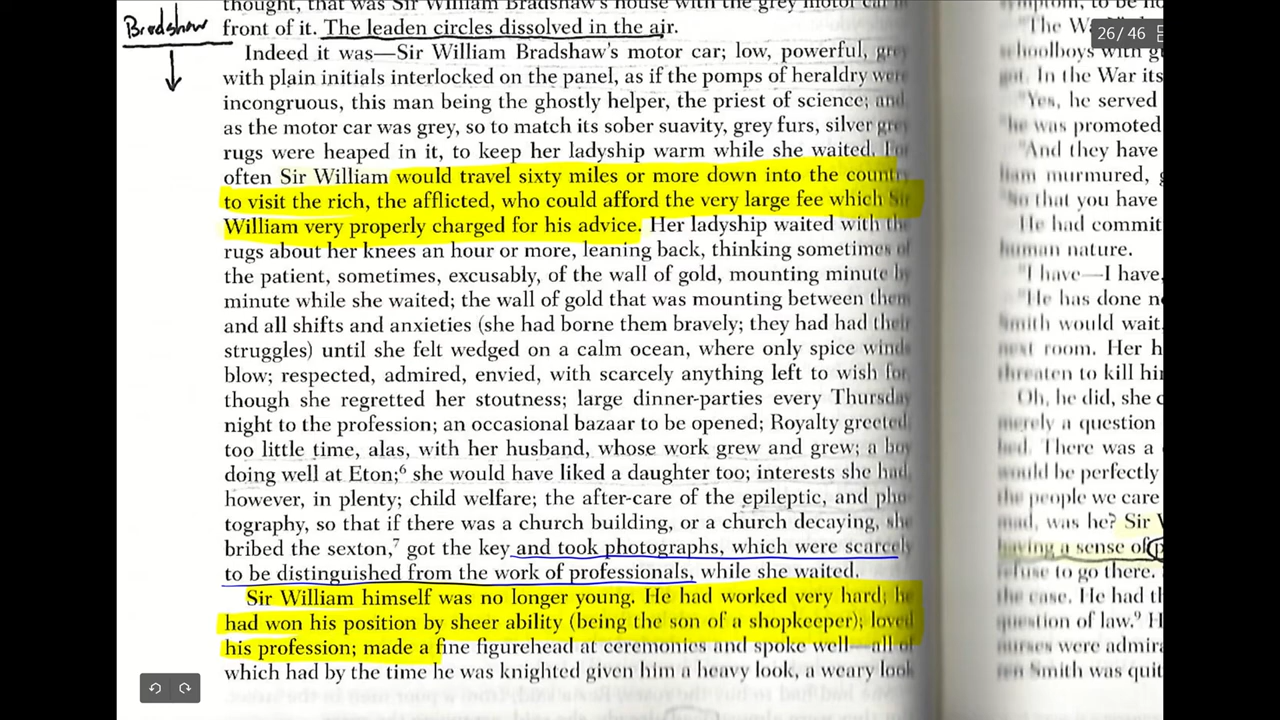 Bradshaw
thought, that was Sir William Bradshaw's house with the grey motor car in
front of it. The leaden circles dissolved in the air.
Indeed it was—Sir William Bradshaw's motor car; low, powerful, grey
with plain initials interlocked on the panel, as if the pomps of heraldry were
incongruous, this man being the ghostly helper, the priest of science; and
as the motor car was grey, so to match its sober suavity, grey furs, silver grey
rugs were heaped in it, to keep her ladyship warm while she waited. For
often Sir William would travel sixty miles or more down into the country
to visit the rich, the afflicted, who could afford the very large fee which Sir
William very properly charged for his advice. Her ladyship waited with the
rugs about her knees an hour or more, leaning back, thinking sometimes of
the patient, sometimes, excusably, of the wall of gold, mounting minute by
minute while she waited; the wall of gold that was mounting between them
and all shifts and anxieties (she had borne them bravely; they had had their
struggles) until she felt wedged on a calm ocean, where only spice winds
blow; respected, admired, envied, with scarcely anything left to wish for,
though she regretted her stoutness; large dinner-parties every Thursday
night to the profession; an occasional bazaar to be opened; Royalty greeted;
too little time, alas, with her husband, whose work grew and grew; a boy
doing well at Eton;⁶ she would have liked a daughter too; interests she had,
however, in plenty; child welfare; the after-care of the epileptic, and pho-
tography, so that if there was a church building, or a church decaying, she
bribed the sexton,⁷ got the key and took photographs, which were scarcely
to be distinguished from the work of professionals, while she waited.
Sir William himself was no longer young. He had worked very hard; he
had won his position by sheer ability (being the son of a shopkeeper); loved
his profession; made a fine figurehead at ceremonies and spoke well—all of
which had by the time he was knighted given him a heavy look, a weary look
26/46
"The W
schoolboys with g
got. In the War its
"Yes, he served
"he was promoted
"And they have
liam murmured,
"So that you have
He had commit
human nature.
"I have—I have,
"He has done n
Smith would wait.
next room. Her h
threaten to kill hi
Oh, he did, she
merely a question
bed. There was a
would be perfectly
the people we care
mad, was he? Sir
having a sense of p
refuse to go there.
the case. He had th
question of law." H
nurses were admira
ren Smith was quit